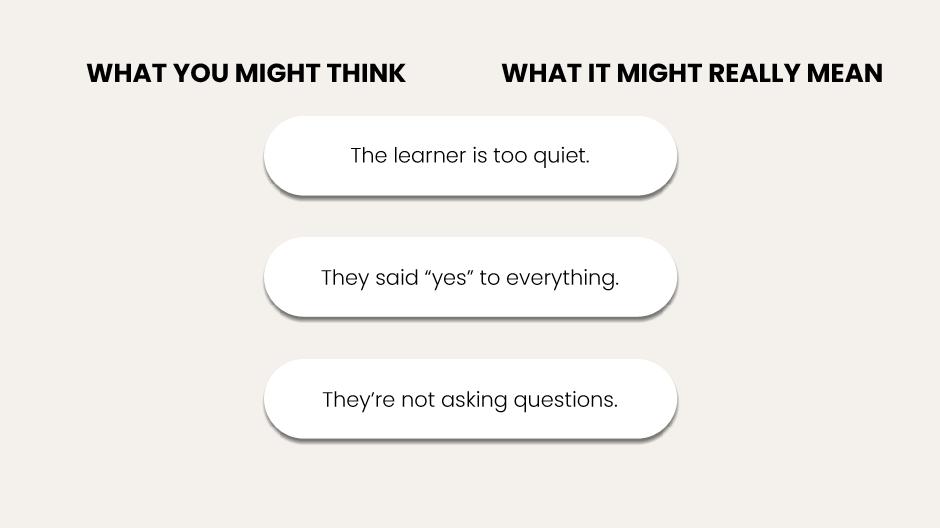 WHAT YOU MIGHT THINK
WHAT IT MIGHT REALLY MEAN
The learner is too quiet.
They said “yes” to everything.
They’re not asking questions.